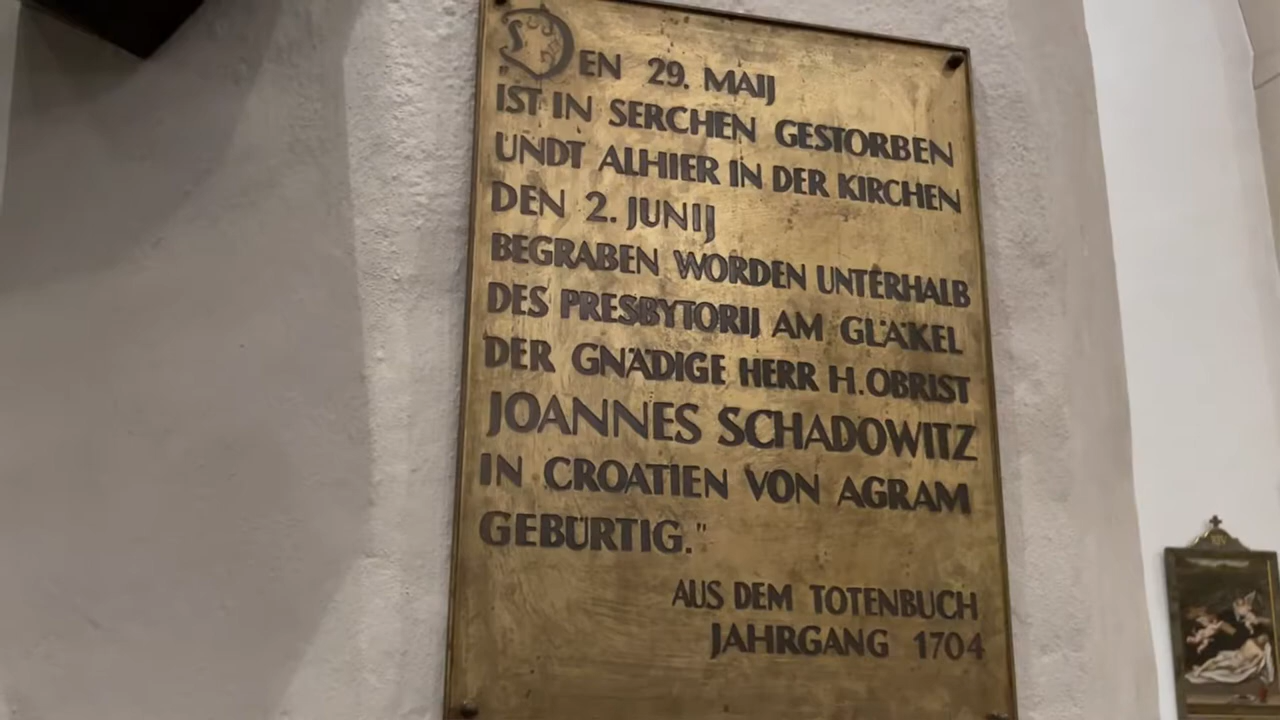 "DEN 29. MAIJ
IST IN SERCHEN GESTORBEN
UNDT ALHIER IN DER KIRCHEN
DEN 2. JUNIJ
BEGRABEN WORDEN UNTERHALB
DES PRESBYTORIJ AM GLÄKEL
DER GNÄDIGE HERR H. OBRIST
JOANNES SCHADOWITZ
IN CROATIEN VON AGRAM
GEBÜRTIG."
AUS DEM TOTENBUCH
JAHRGANG 1704